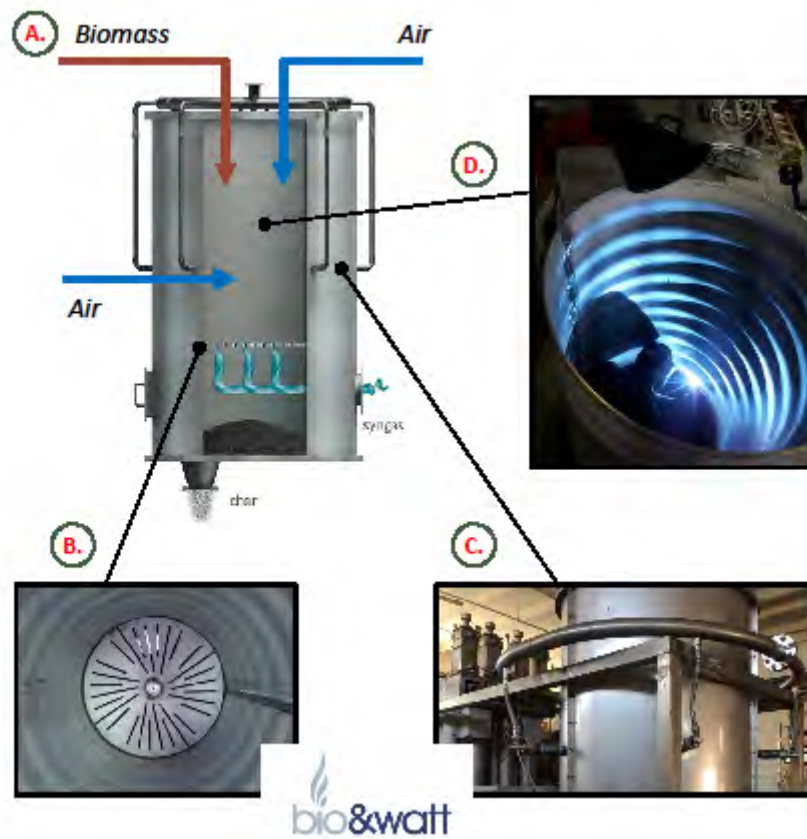 A. Biomass Air
D.
Air
syngas
char
B.
C.
bio&watt